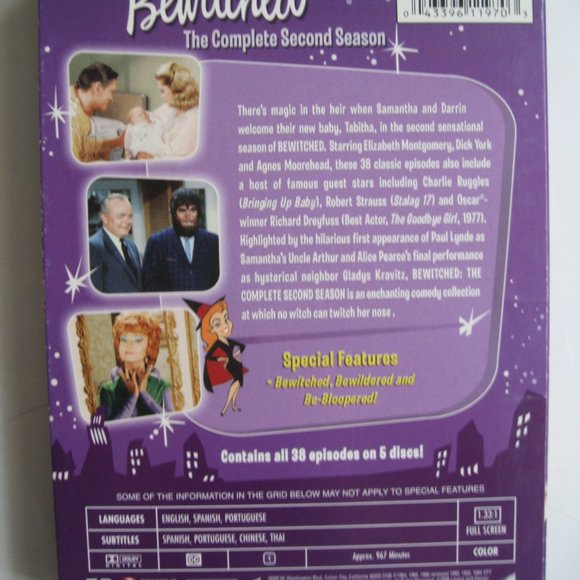 Bewitched
The Complete Second Season
0 43396 11970 3
There's magic in the heir when Samantha and Darrin
welcome their new baby, Tabitha, in the second sensational
season of BEWITCHED. Starring Elizabeth Montgomery, Dick York
and Agnes Moorehead, these 38 classic episodes also include
a host of famous guest stars including Charlie Ruggles
(Bringing Up Baby), Robert Strauss (Stalag 17) and Oscar®-
winner Richard Dreyfuss (Best Actor, The Goodbye Girl, 1977).
Highlighted by the hilarious first appearance of Paul Lynde as
Samantha's Uncle Arthur and Alice Pearce's final performance
as hysterical neighbor Gladys Kravitz, BEWITCHED: THE
COMPLETE SECOND SEASON is an enchanting comedy collection
at which no witch can twitch her nose .
Special Features
* Bewitched, Bewildered and
Be-Bloopered!
Contains all 38 episodes on 5 discs!
SOME OF THE INFORMATION IN THE GRID BELOW MAY NOT APPLY TO SPECIAL FEATURES
LANGUAGES ENGLISH, SPANISH, PORTUGUESE 1.33:1
SUBTITLES SPANISH, PORTUGUESE, CHINESE, THAI FULL SCREEN
DOLBY DIGITAL CC 1 Approx. 967 Minutes COLOR